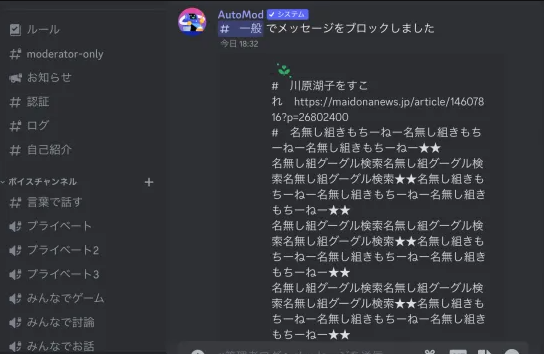 ルール
moderator-only
お知らせ
認証
ログ
自己紹介
ボイスチャンネル
言葉で話す
プライベート
プライベート2
プライベート3
みんなでゲーム
みんなで討論
みんなでお話
AutoMod ✓ システム
# 一般 でメッセージをブロックしました
今日 18:32
# 川原湖子をすこ
れ https://maidonanews.jp/article/146078
16?p=26802400
# 名無し組きもちーねー名無し組きもち
ーねー名無し組きもちーねー★★
名無し組グーグル検索名無し組グーグル検
索名無し組グーグル検索★★名無し組きも
ちーねー名無し組きもちーねー名無し組き
もちーねー★★
名無し組グーグル検索名無し組グーグル検
索名無し組グーグル検索★★名無し組きも
ちーねー名無し組きもちーねー名無し組き
もちーねー★★
名無し組グーグル検索名無し組グーグル検
索名無し組グーグル検索★★名無し組きも
ちーねー名無し組きもちーねー名無し組き
もちーねー★★